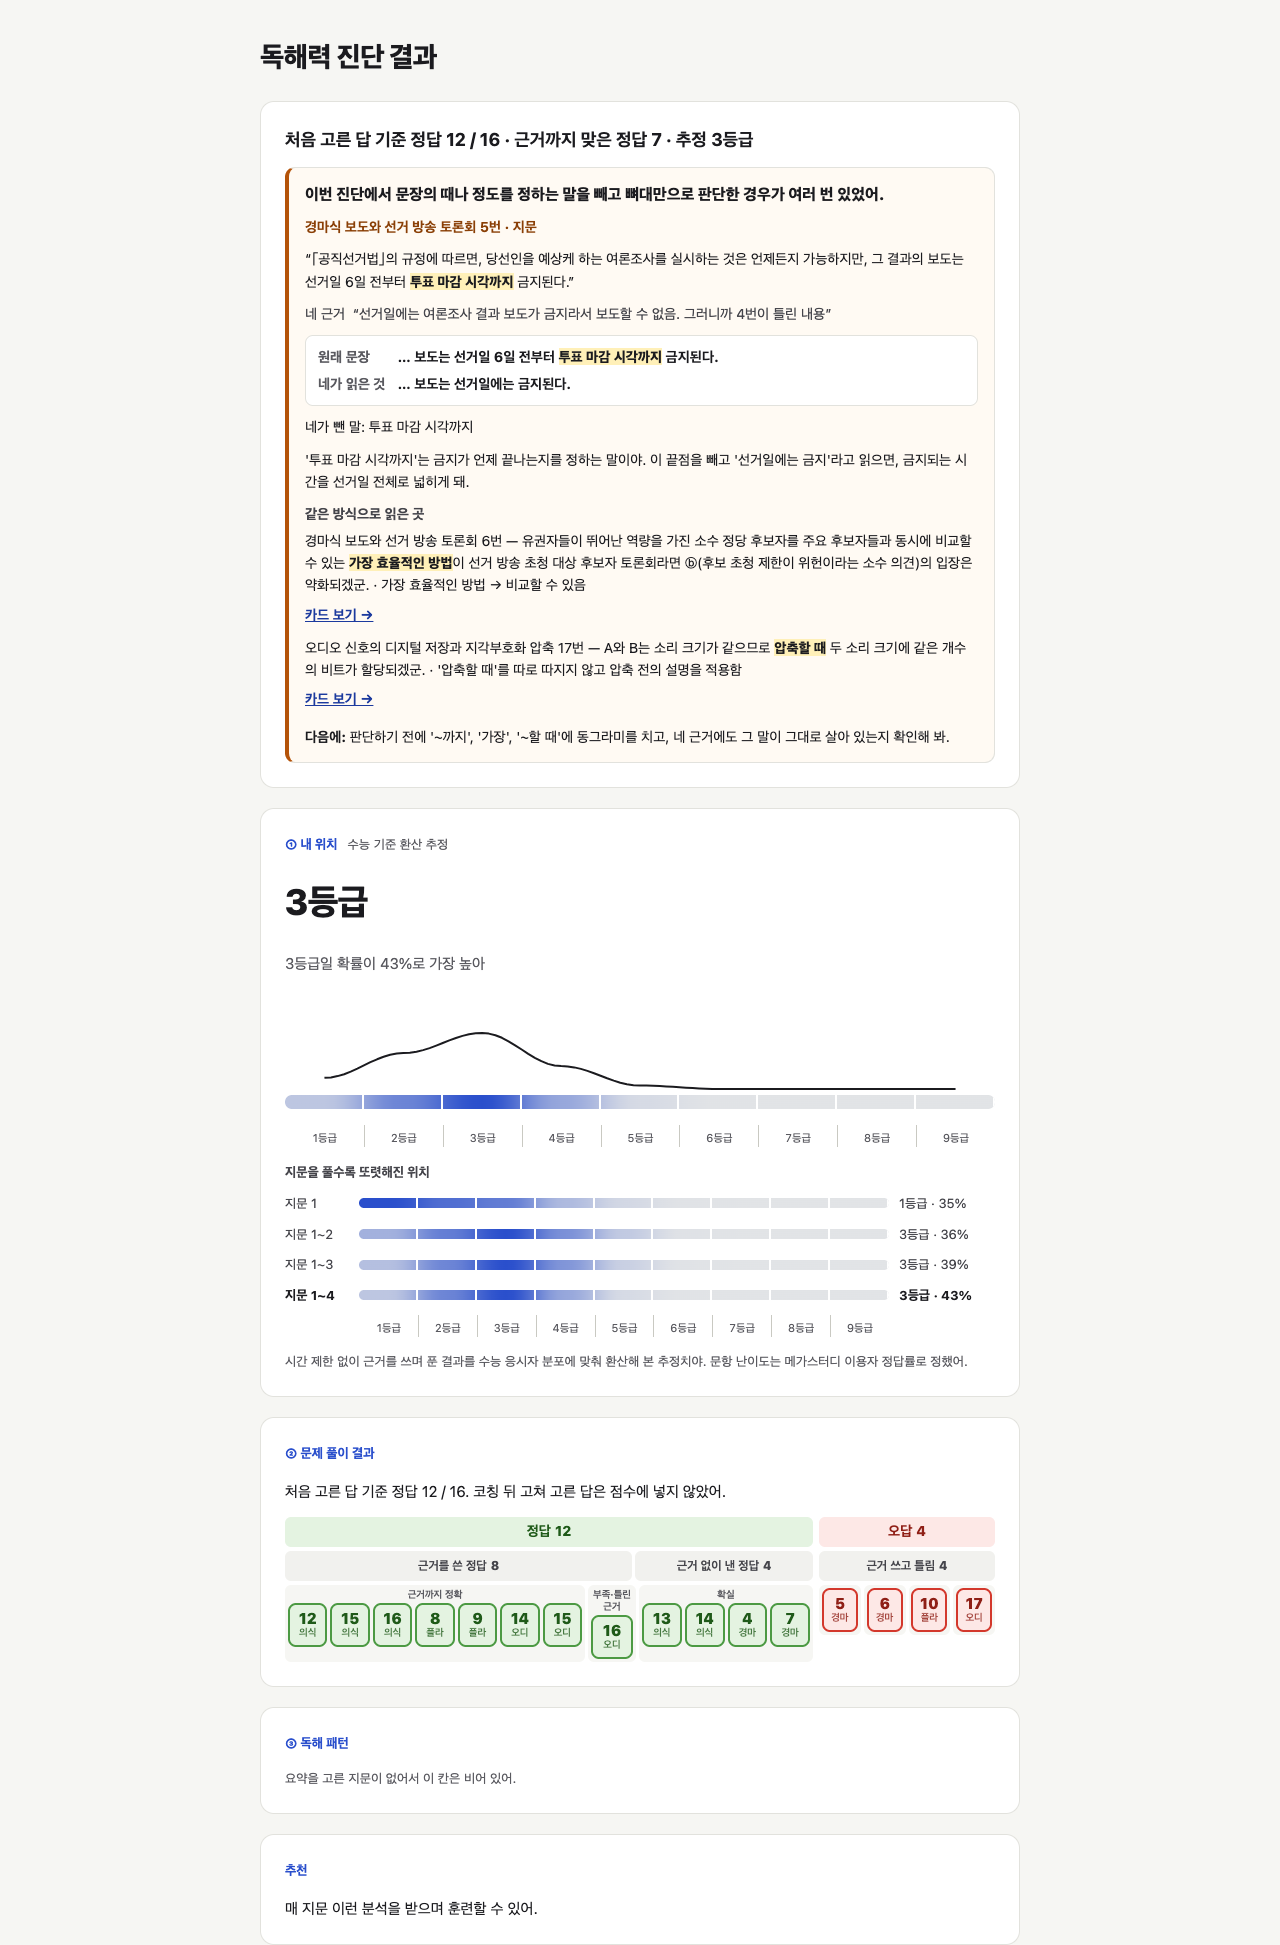 독해력 진단 결과
처음 고른 답 기준 정답 12 / 16 · 근거까지 맞은 정답 7 · 추정 3등급
이번 진단에서 문장의 때나 정도를 정하는 말을 빼고 뼈대만으로 판단한 경우가 여러 번 있었어.
경마식 보도와 선거 방송 토론회 5번 · 지문
“「공직선거법」의 규정에 따르면, 당선인을 예상케 하는 여론조사를 실시하는 것은 언제든지 가능하지만, 그 결과의 보도는
선거일 6일 전부터 투표 마감 시각까지 금지된다.”
네 근거 “선거일에는 여론조사 결과 보도가 금지라서 보도할 수 없음. 그러니까 4번이 틀린 내용”
원래 문장 … 보도는 선거일 6일 전부터 투표 마감 시각까지 금지된다.
네가 읽은 것 … 보도는 선거일에는 금지된다.
네가 뺀 말: 투표 마감 시각까지
'투표 마감 시각까지'는 금지가 언제 끝나는지를 정하는 말이야. 이 끝점을 빼고 '선거일에는 금지'라고 읽으면, 금지되는 시
간을 선거일 전체로 넓히게 돼.
같은 방식으로 읽은 곳
경마식 보도와 선거 방송 토론회 6번 — 유권자들이 뛰어난 역량을 가진 소수 정당 후보자를 주요 후보자들과 동시에 비교할
수 있는 가장 효율적인 방법이 선거 방송 초청 대상 후보자 토론회라면 ⓑ(후보 초청 제한이 위헌이라는 소수 의견)의 입장은
약화되겠군. · 가장 효율적인 방법 → 비교할 수 있음
카드 보기 →
오디오 신호의 디지털 저장과 지각부호화 압축 17번 — A와 B는 소리 크기가 같으므로 압축할 때 두 소리 크기에 같은 개수
의 비트가 할당되겠군. · '압축할 때'를 따로 따지지 않고 압축 전의 설명을 적용함
카드 보기 →
다음에: 판단하기 전에 '~까지', '가장', '~할 때'에 동그라미를 치고, 네 근거에도 그 말이 그대로 살아 있는지 확인해 봐.
① 내 위치 수능 기준 환산 추정
3등급
3등급일 확률이 43%로 가장 높아
1등급 2등급 3등급 4등급 5등급 6등급 7등급 8등급 9등급
지문을 풀수록 또렷해진 위치
지문 1 1등급 · 35%
지문 1~2 3등급 · 36%
지문 1~3 3등급 · 39%
지문 1~4 3등급 · 43%
1등급 2등급 3등급 4등급 5등급 6등급 7등급 8등급 9등급
시간 제한 없이 근거를 쓰며 푼 결과를 수능 응시자 분포에 맞춰 환산해 본 추정치야. 문항 난이도는 메가스터디 이용자 정답률로 정했어.
② 문제 풀이 결과
처음 고른 답 기준 정답 12 / 16. 코칭 뒤 고쳐 고른 답은 점수에 넣지 않았어.
정답 12 오답 4
근거를 쓴 정답 8 근거 없이 낸 정답 4 근거 쓰고 틀림 4
근거까지 정확 부족·틀린 근거 확실
12 15 16 8 9 14 15 16 13 14 4 7 5 6 10 17
의식 의식 의식 플라 플라 오디 오디 오디 의식 의식 경마 경마 경마 경마 플라 오디
③ 독해 패턴
요약을 고른 지문이 없어서 이 칸은 비어 있어.
추천
매 지문 이런 분석을 받으며 훈련할 수 있어.